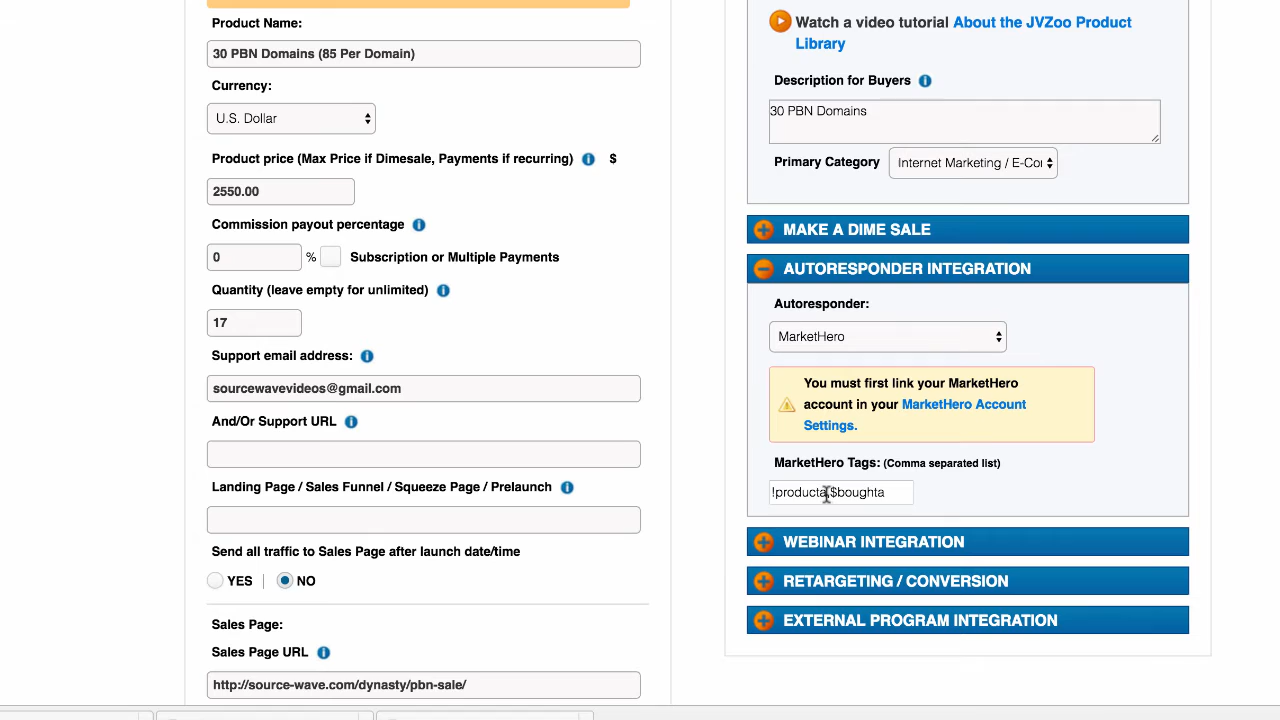 Product Name:
30 PBN Domains (85 Per Domain)
Currency:
U.S. Dollar
Product price (Max Price if Dimesale, Payments if recurring) $
2550.00
Commission payout percentage
0 % Subscription or Multiple Payments
Quantity (leave empty for unlimited)
17
Support email address:
sourcewavevideos@gmail.com
And/Or Support URL
Landing Page / Sales Funnel / Squeeze Page / Prelaunch
Send all traffic to Sales Page after launch date/time
YES | NO
Sales Page:
Sales Page URL
http://source-wave.com/dynasty/pbn-sale/
Watch a video tutorial About the JVZoo Product
Library
Description for Buyers
30 PBN Domains
Primary Category Internet Marketing / E-Co
MAKE A DIME SALE
AUTORESPONDER INTEGRATION
Autoresponder:
MarketHero
You must first link your MarketHero
account in your MarketHero Account
Settings.
MarketHero Tags: (Comma separated list)
!producta,$boughta
WEBINAR INTEGRATION
RETARGETING / CONVERSION
EXTERNAL PROGRAM INTEGRATION